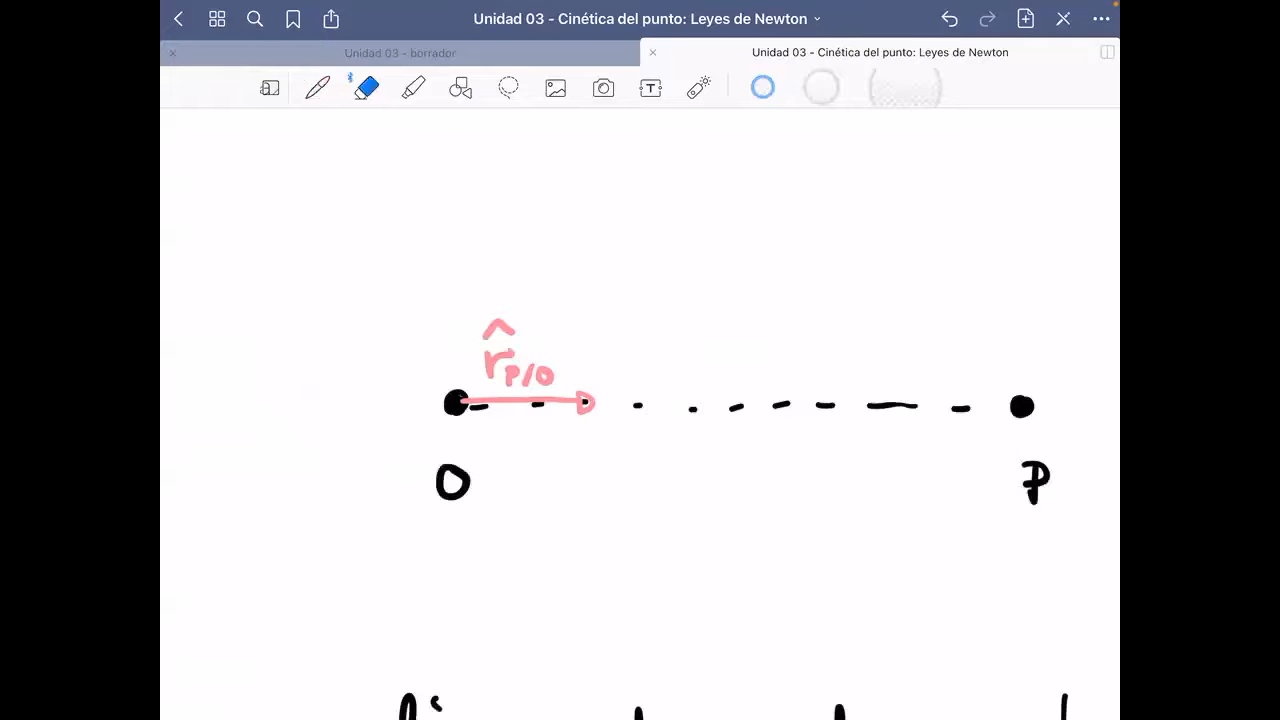 Unidad 03 - Cinética del punto: Leyes de Newton
Unidad 03 - borrador
Unidad 03 - Cinética del punto: Leyes de Newton
T
r̂P/O
O
P